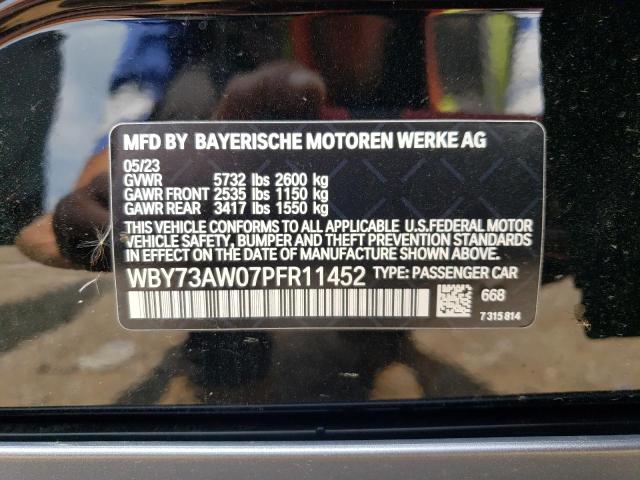 MFD BY BAYERISCHE MOTOREN WERKE AG
05/23
GVWR 5732 lbs 2600 kg
GAWR FRONT 2535 lbs 1150 kg
GAWR REAR 3417 lbs 1550 kg
THIS VEHICLE CONFORMS TO ALL APPLICABLE U.S.FEDERAL MOTOR
VEHICLE SAFETY, BUMPER AND THEFT PREVENTION STANDARDS
IN EFFECT ON THE DATE OF MANUFACTURE SHOWN ABOVE.
WBY73AW07PFR11452 TYPE: PASSENGER CAR
668
7 315 814